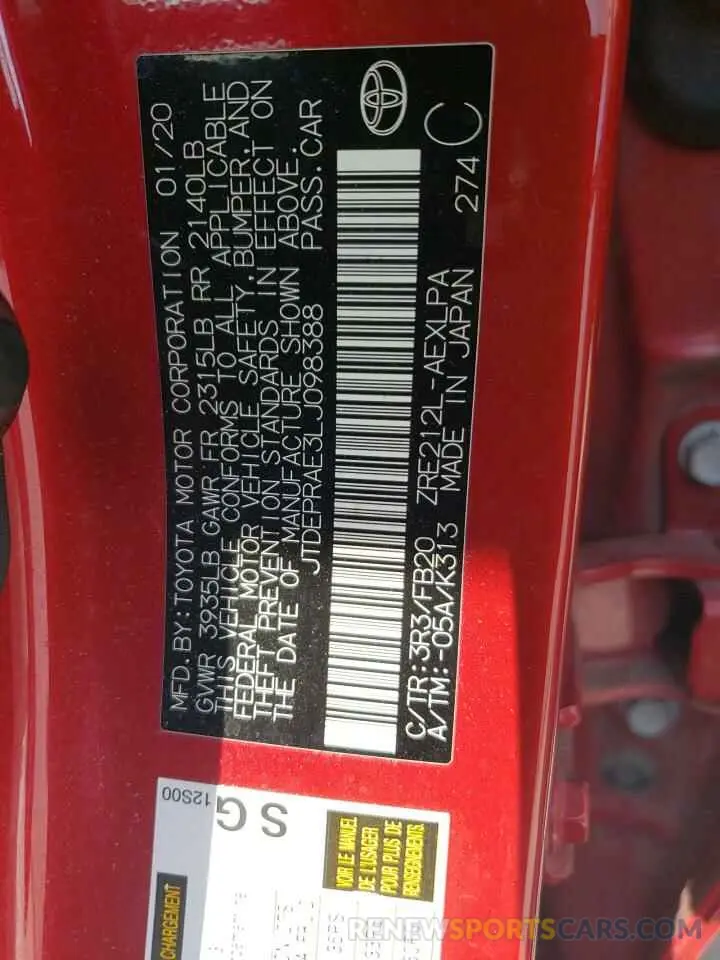 MFD.BY:TOYOTA MOTOR CORPORATION 01/20
GVWR 3935LB GAWR FR 2315LB RR 2140LB
THIS VEHICLE CONFORMS TO ALL APPLICABLE
FEDERAL MOTOR VEHICLE SAFETY,BUMPER,AND
THEFT PREVENTION STANDARDS IN EFFECT ON
THE DATE OF MANUFACTURE SHOWN ABOVE.
JTDEPRAE3LJ098388 PASS.CAR
C/TR:3R3/FB20 ZRE212L-AEXLPA 274
A/TM:-05A/K313 MADE IN JAPAN C
12S00
S G
VOIR LE MANUEL
DE L'USAGER
POUR PLUS DE
RENSEIGNEMENTS
CHARGEMENT
RENEWSPORTSCARS.COM